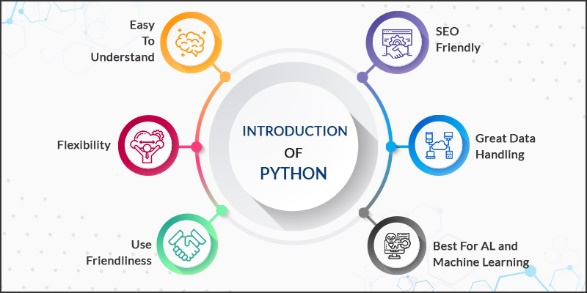 Easy
To
Understand
SEO
Friendly
Flexibility
INTRODUCTION
OF
PYTHON
Great Data
Handling
Use
Friendliness
Best For AL and
Machine Learning